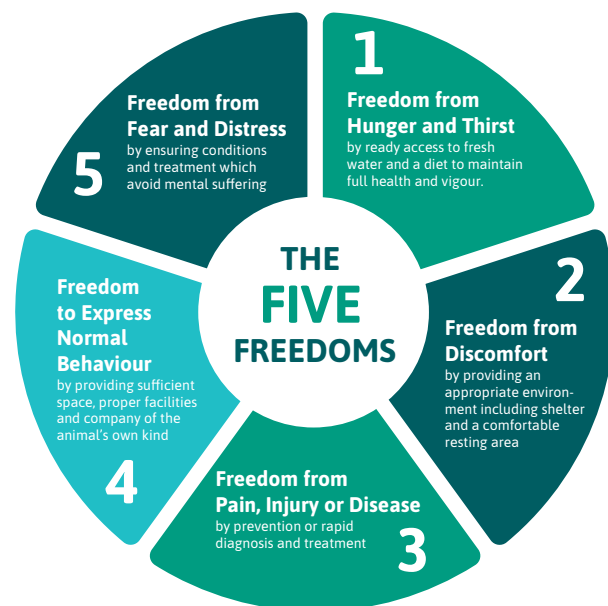 THE
FIVE
FREEDOMS
1
Freedom from
Hunger and Thirst
by ready access to fresh
water and a diet to maintain
full health and vigour.
2
Freedom from
Discomfort
by providing an
appropriate environ-
ment including shelter
and a comfortable
resting area
Freedom from
Pain, Injury or Disease
by prevention or rapid
diagnosis and treatment
3
Freedom
to Express
Normal
Behaviour
by providing sufficient
space, proper facilities
and company of the
animal's own kind
4
Freedom from
Fear and Distress
by ensuring conditions
and treatment which
avoid mental suffering
5